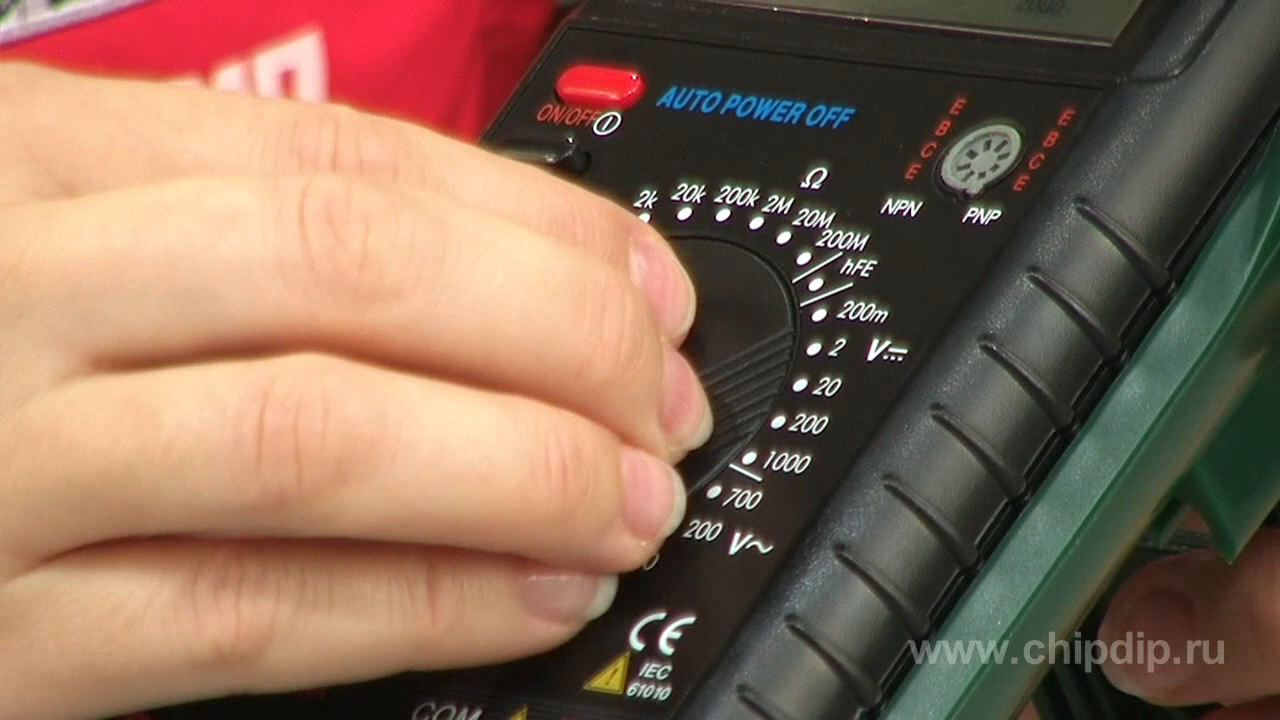 2000
AUTO POWER OFF
ON/OFF
E
B
C
E
E
B
C
E
NPN
PNP
Ω
2k
20k
200k
2M
20M
200M
hFE
200m
2 V
20
200
1000
700
200 V~
CE
IEC
61010
COM
www.chipdip.ru